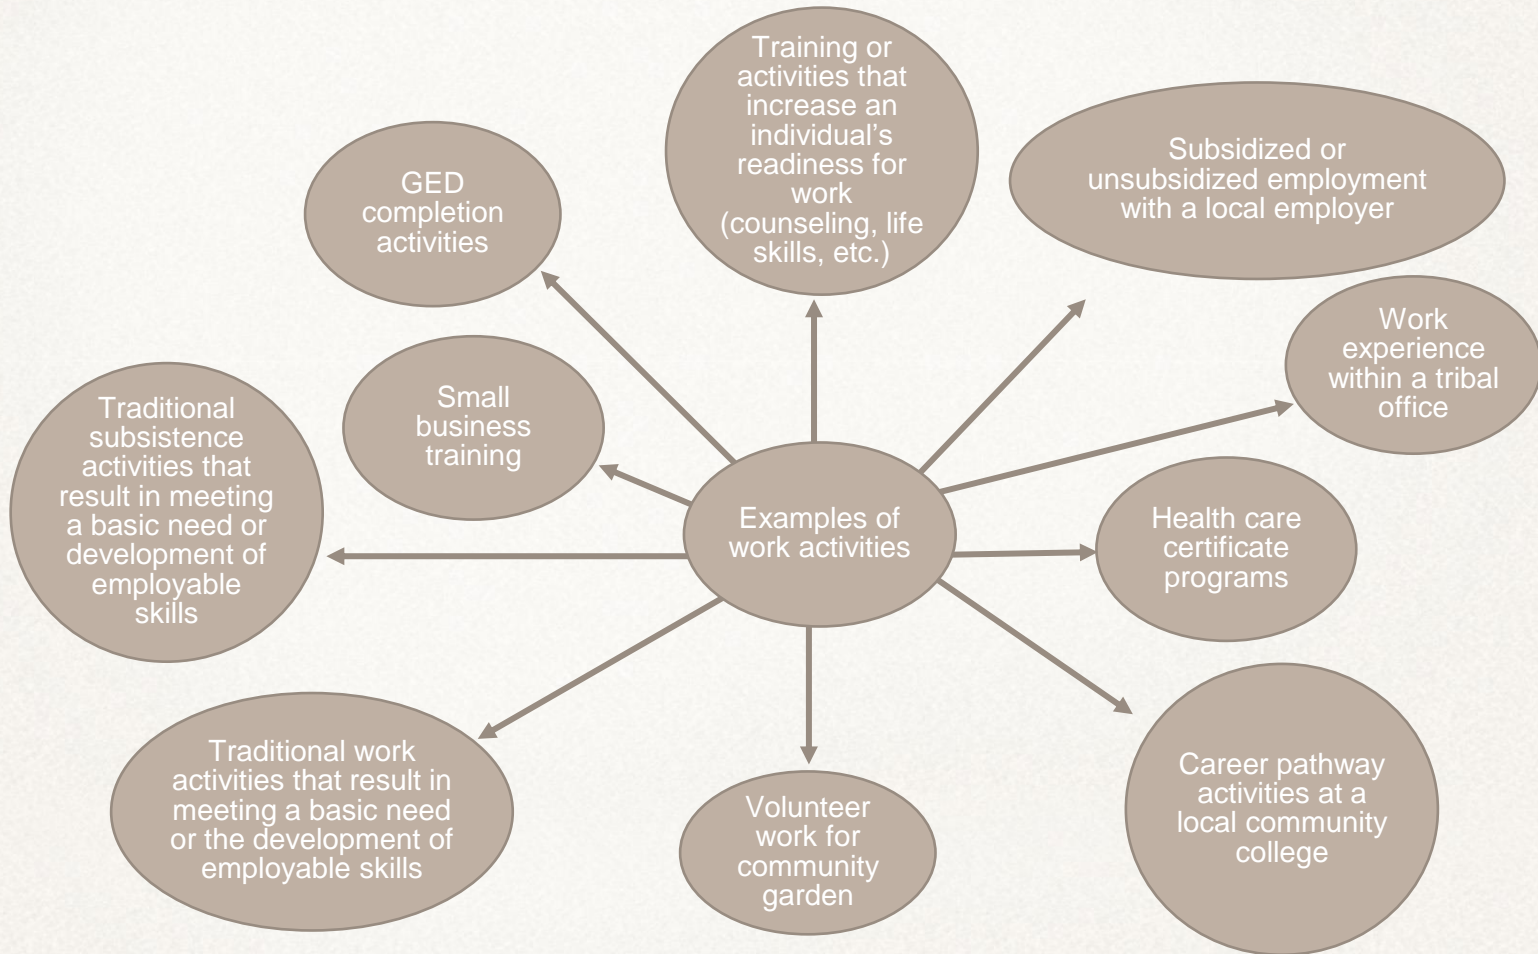 Training or
activities that
increase an
individual’s
readiness for
work
(counseling, life
skills, etc.)
Subsidized or
unsubsidized employment
with a local employer
GED
completion
activities
Work
experience
within a tribal
office
Small
business
training
Traditional
subsistence
activities that
result in meeting
a basic need or
development of
employable
skills
Examples of
work activities
Health care
certificate
programs
Traditional work
activities that result in
meeting a basic need
or the development of
employable skills
Volunteer
work for
community
garden
Career pathway
activities at a
local community
college